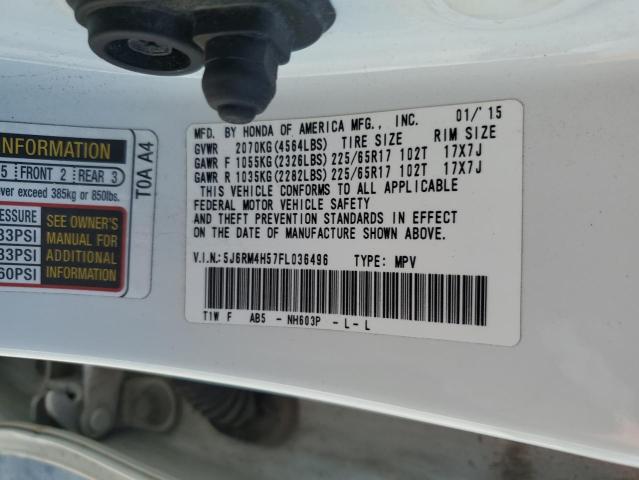 INFORMATION
5 FRONT 2 REAR 3
ver exceed 385kg or 850lbs.
PRESSURE
33PSI
33PSI
60PSI
SEE OWNER'S
MANUAL FOR
ADDITIONAL
INFORMATION
T0A A4
MFD. BY HONDA OF AMERICA MFG., INC. 01/'15
GVWR 2070KG(4564LBS) TIRE SIZE RIM SIZE
GAWR F 1055KG(2326LBS) 225/65R17 102T 17X7J
GAWR R 1035KG(2282LBS) 225/65R17 102T 17X7J
THIS VEHICLE CONFORMS TO ALL APPLICABLE
FEDERAL MOTOR VEHICLE SAFETY
AND THEFT PREVENTION STANDARDS IN EFFECT
ON THE DATE OF MANUFACTURE SHOWN ABOVE.
V.I.N.: 5J6RM4H57FL036496 TYPE: MPV
T1W F AB5 - NH603P - L - L